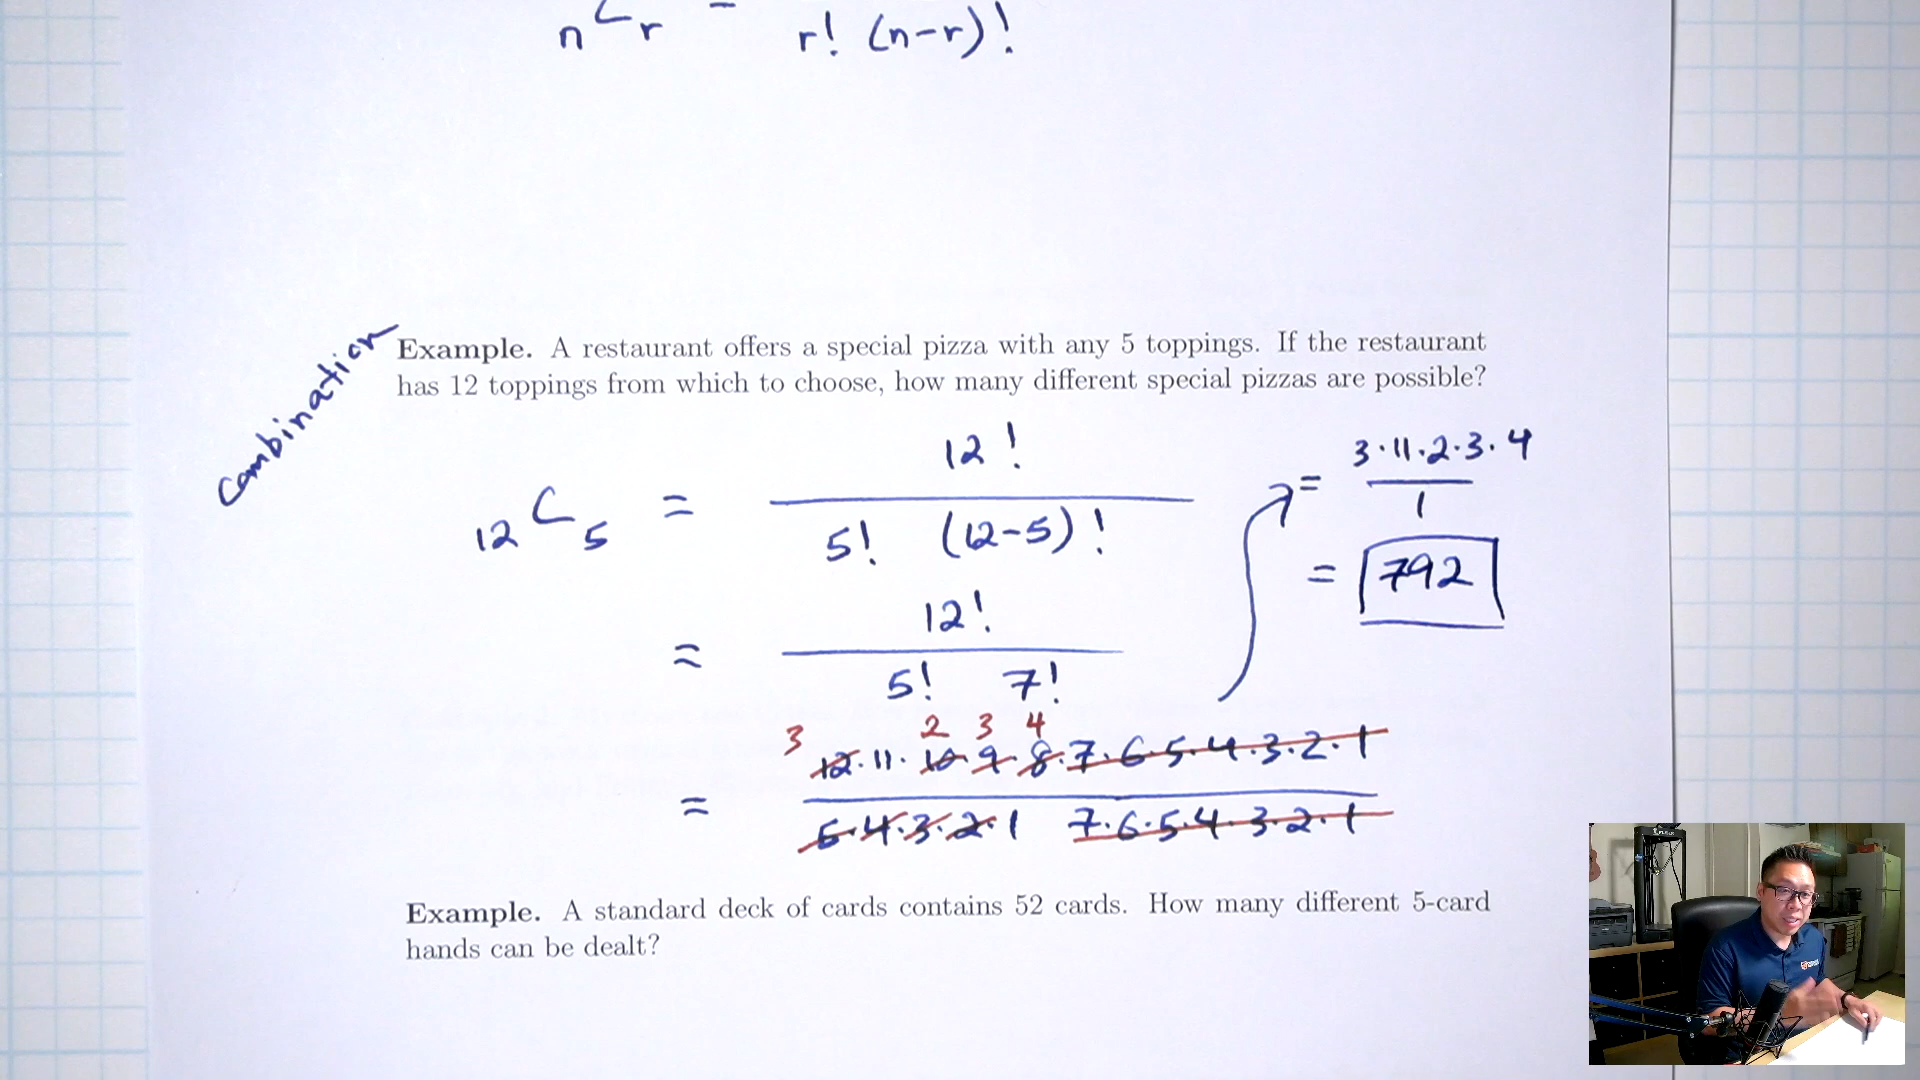 nCr = r! (n-r)!
combination
Example. A restaurant offers a special pizza with any 5 toppings. If the restaurant
has 12 toppings from which to choose, how many different special pizzas are possible?
12!
12C5 = 5! (12-5)!
12!
= 5! 7!
3 2 3 4
12·11·10·9·8·7·6·5·4·3·2·1
= 5·4·3·2·1 7·6·5·4·3·2·1
= 3·11·2·3·4
1
= 792
Example. A standard deck of cards contains 52 cards. How many different 5-card
hands can be dealt?